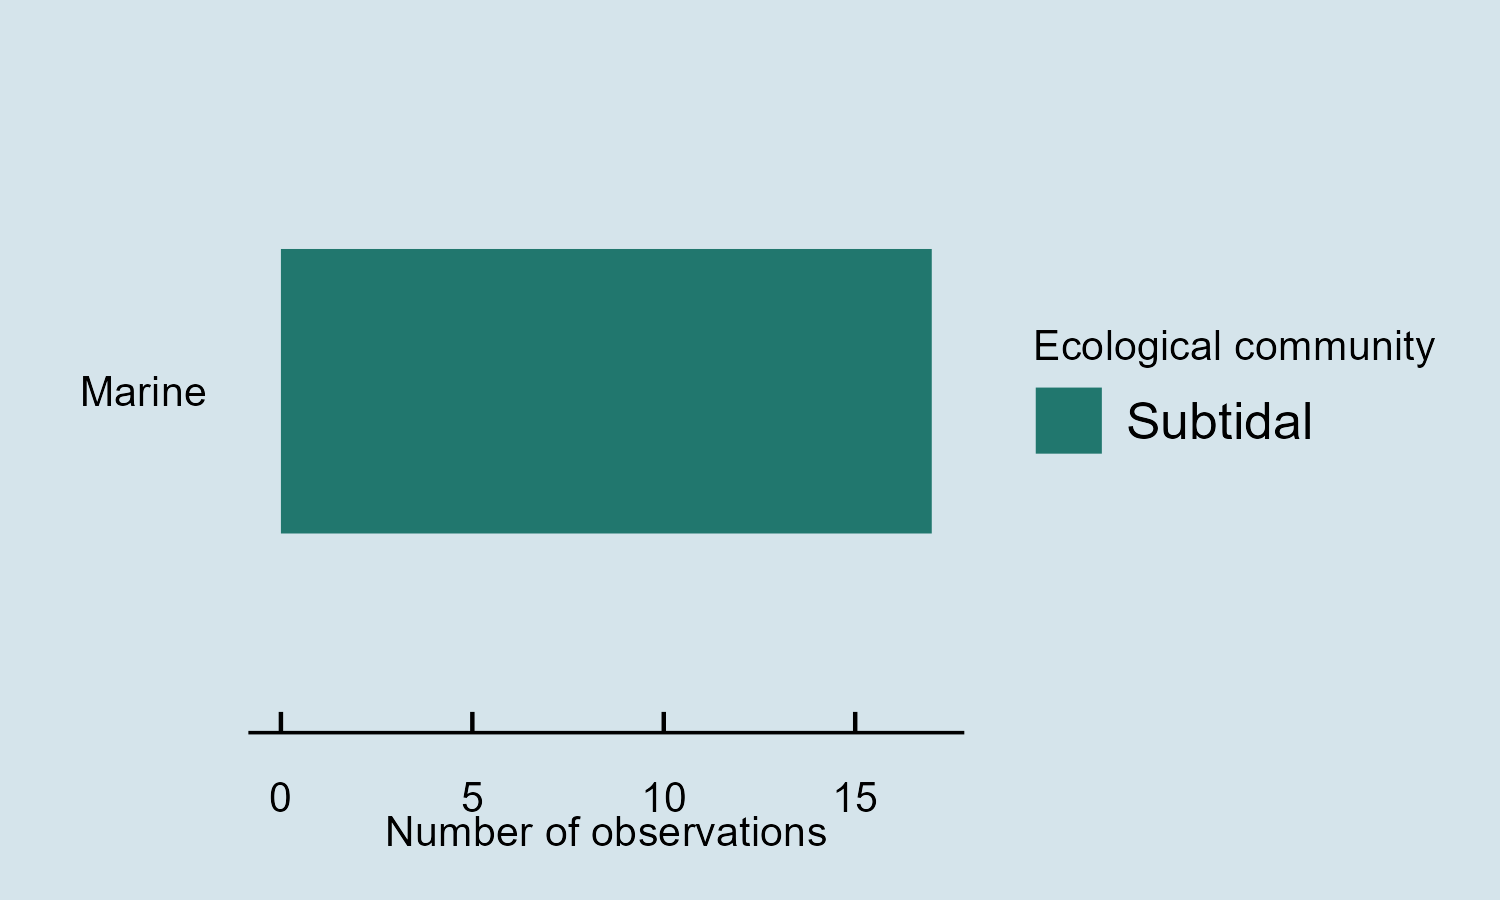 Marine
Ecological community
Subtidal
0 5 10 15
Number of observations